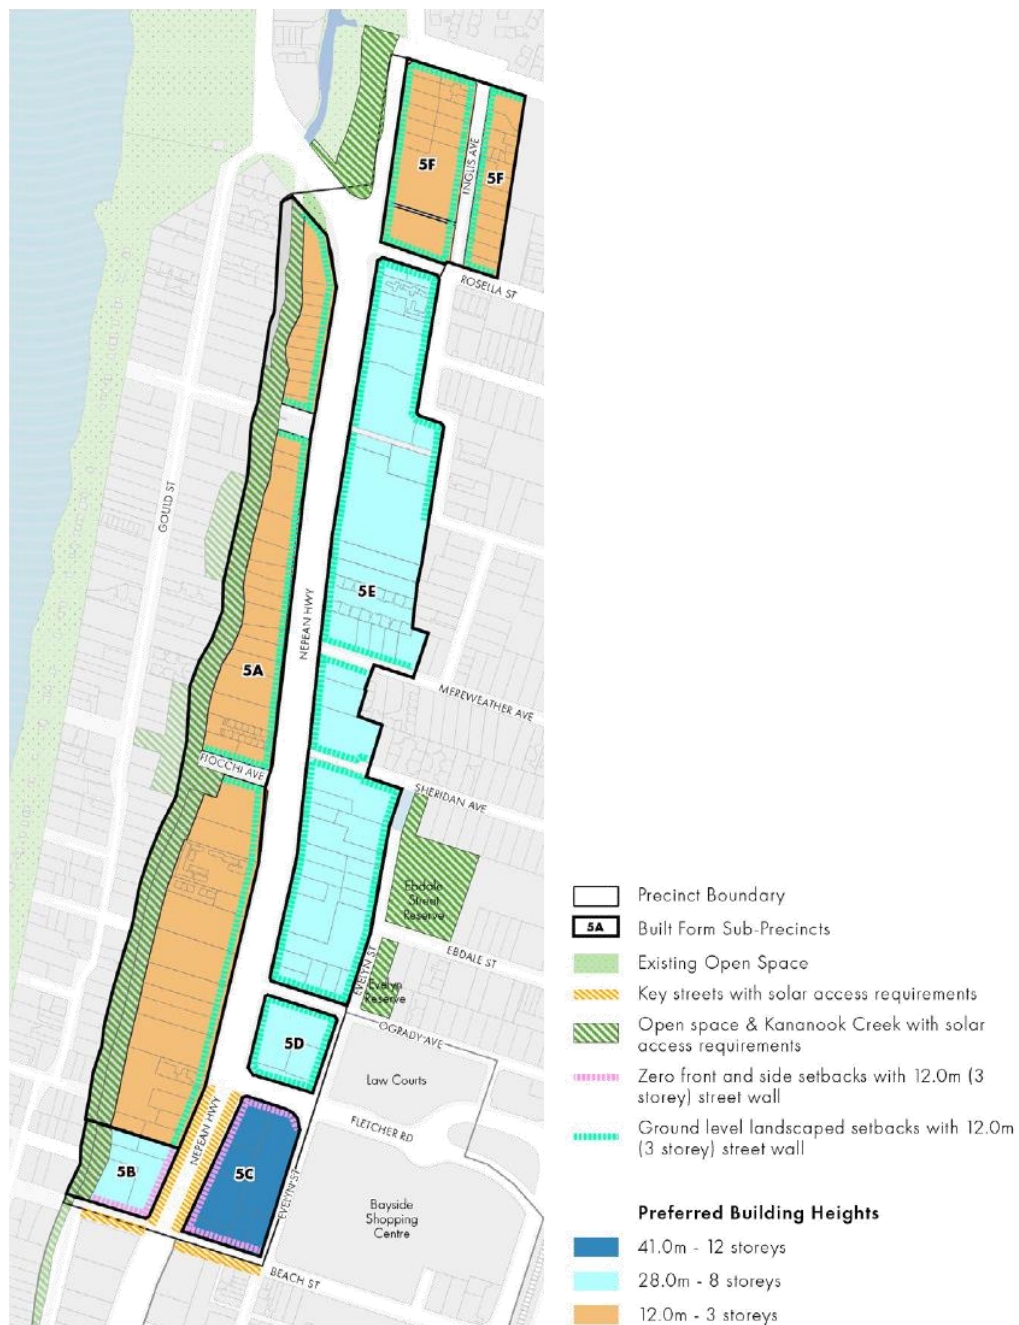 5F
INGLIS AVE
5F
ROSELLA ST
GOULD ST
5E
NEPEAN HWY
5A
MEREWEATHER AVE
FIOCCHI AVE
SHERIDAN AVE
Ebdale
Street
Reserve
EBDALE ST
EVELYN ST
Evelyn
Reserve
OGRADY AVE
5D
Law Courts
FLETCHER RD
NEPEAN HWY
5B
5C
EVELYN ST
Bayside
Shopping
Centre
BEACH ST
Precinct Boundary
5A
Built Form Sub-Precincts
Existing Open Space
Key streets with solar access requirements
Open space & Kananook Creek with solar
access requirements
Zero front and side setbacks with 12.0m (3
storey) street wall
Ground level landscaped setbacks with 12.0m
(3 storey) street wall
Preferred Building Heights
41.0m - 12 storeys
28.0m - 8 storeys
12.0m - 3 storeys